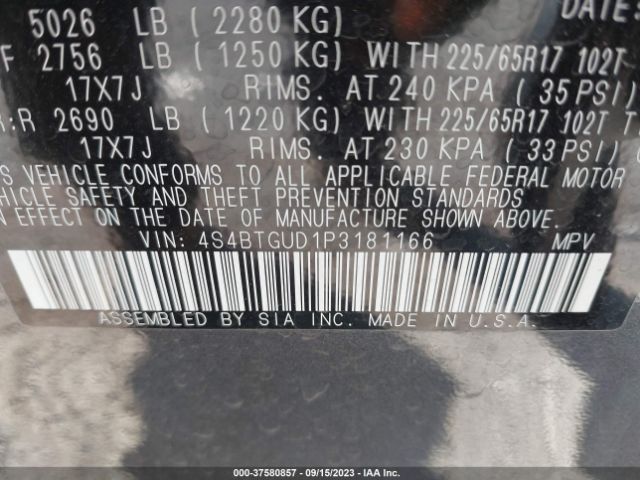 DATE:
5026 LB ( 2280 KG)
F 2756 LB ( 1250 KG) WITH 225/65R17 102T
17X7J RIMS. AT 240 KPA ( 35 PSI)
R:R 2690 LB ( 1220 KG) WITH 225/65R17 102T T
17X7J RIMS. AT 230 KPA ( 33 PSI) (
S VEHICLE CONFORMS TO ALL APPLICABLE FEDERAL MOTOR
EHICLE SAFETY AND THEFT PREVENTION STANDARDS
N EFFECT ON THE DATE OF MANUFACTURE SHOWN ABOVE.
VIN: 4S4BTGUD1P3181166 MPV
ASSEMBLED BY SIA INC. MADE IN U.S.A.
000-37580857 - 09/15/2023 - IAA Inc.